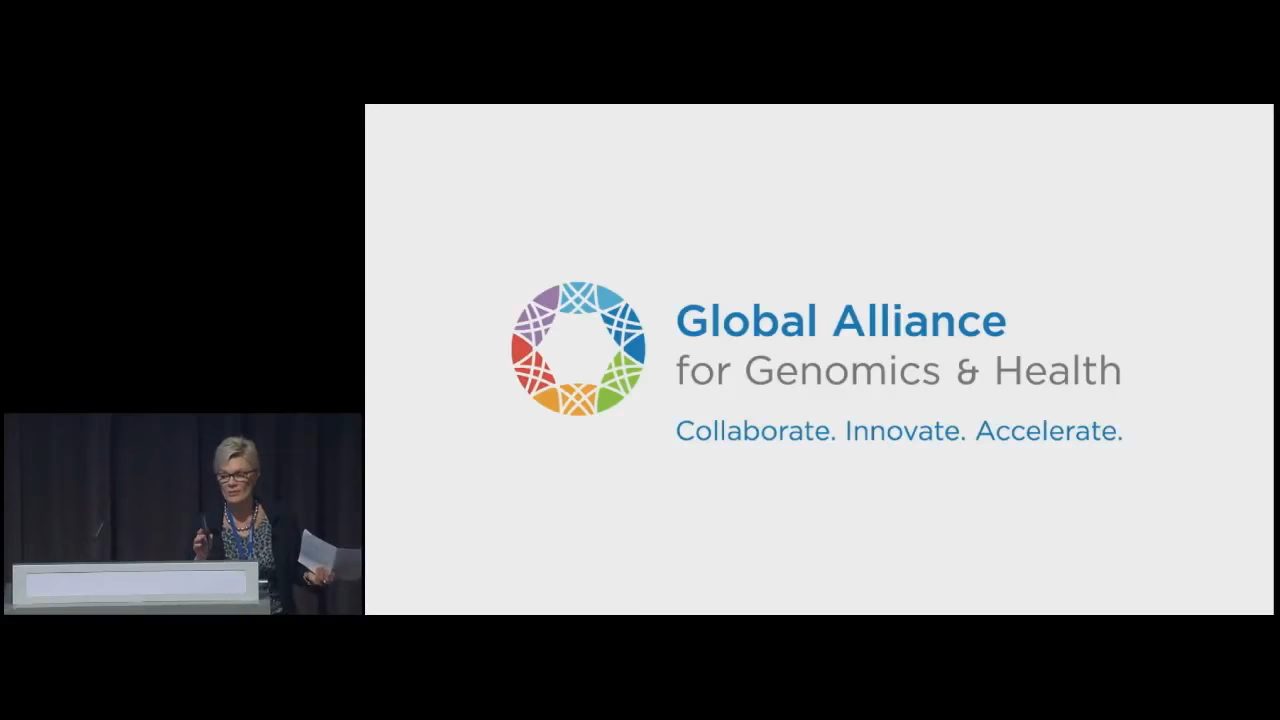 Global Alliance
for Genomics & Health
Collaborate. Innovate. Accelerate.